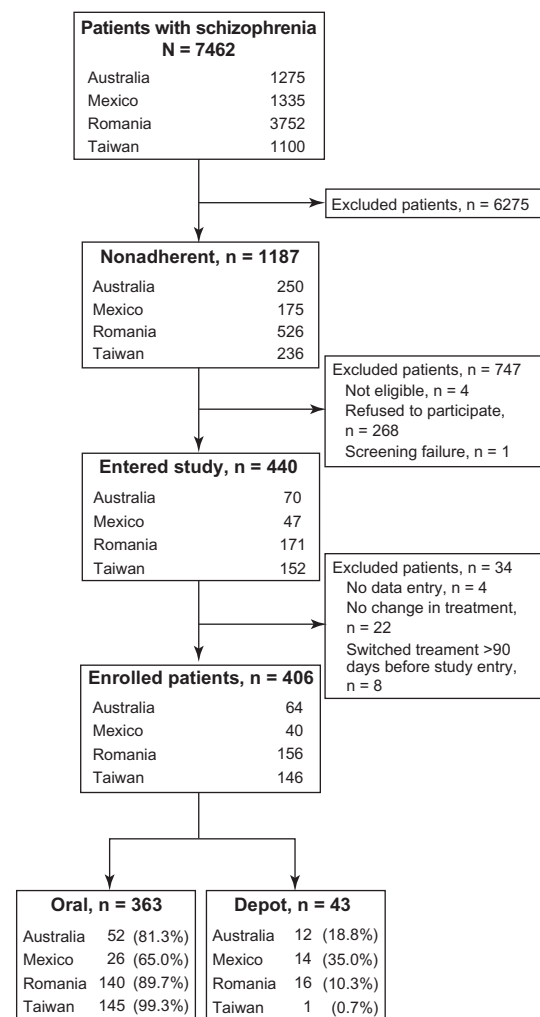 Patients with schizophrenia
N = 7462
Australia 1275
Mexico 1335
Romania 3752
Taiwan 1100
Excluded patients, n = 6275
Nonadherent, n = 1187
Australia 250
Mexico 175
Romania 526
Taiwan 236
Excluded patients, n = 747
Not eligible, n = 4
Refused to participate,
n = 268
Screening failure, n = 1
Entered study, n = 440
Australia 70
Mexico 47
Romania 171
Taiwan 152
Excluded patients, n = 34
No data entry, n = 4
No change in treatment,
n = 22
Switched treament >90
days before study entry,
n = 8
Enrolled patients, n = 406
Australia 64
Mexico 40
Romania 156
Taiwan 146
Oral, n = 363
Australia 52 (81.3%)
Mexico 26 (65.0%)
Romania 140 (89.7%)
Taiwan 145 (99.3%)
Depot, n = 43
Australia 12 (18.8%)
Mexico 14 (35.0%)
Romania 16 (10.3%)
Taiwan 1 (0.7%)